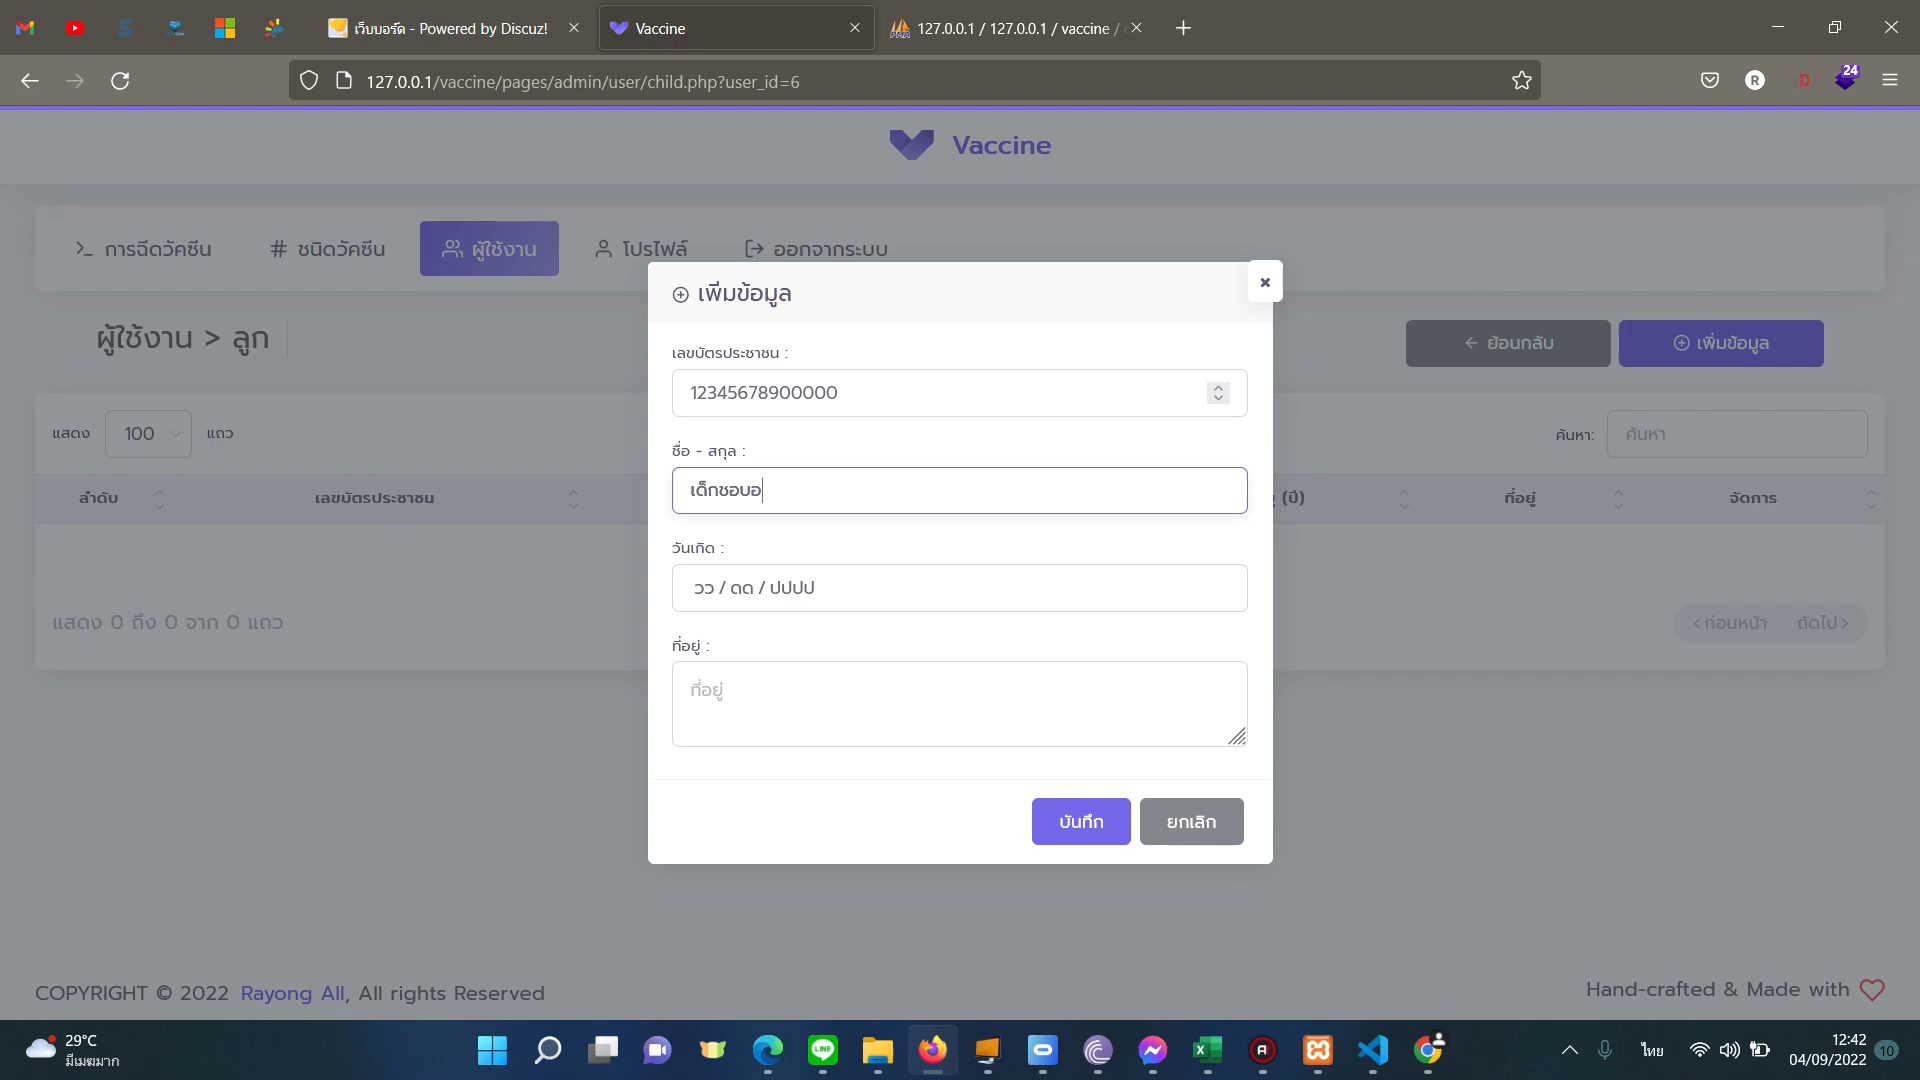 เว็บบอร์ด - Powered by Discuz!
Vaccine
127.0.0.1 / 127.0.0.1 / vaccine /
127.0.0.1/vaccine/pages/admin/user/child.php?user_id=6
R
D
24
Vaccine
การฉีดวัคซีน
ชนิดวัคซีน
ผู้ใช้งาน
โปรไฟล์
ออกจากระบบ
เพิ่มข้อมูล
ผู้ใช้งาน > ลูก
ย้อนกลับ
เพิ่มข้อมูล
เลขบัตรประชาชน :
12345678900000
แสดง 100 แถว
ค้นหา: ค้นหา
ชื่อ - สกุล :
เด็กชอบอ
ลำดับ
เลขบัตรประชาชน
(ปี)
ที่อยู่
จัดการ
วันเกิด :
วว / ดด / ปปปป
แสดง 0 ถึง 0 จาก 0 แถว
ก่อนหน้า
ถัดไป
ที่อยู่ :
ที่อยู่
บันทึก
ยกเลิก
COPYRIGHT © 2022 Rayong All, All rights Reserved
Hand-crafted & Made with
29°C
มีเมฆมาก
LINE
ไทย
12:42
04/09/2022
10